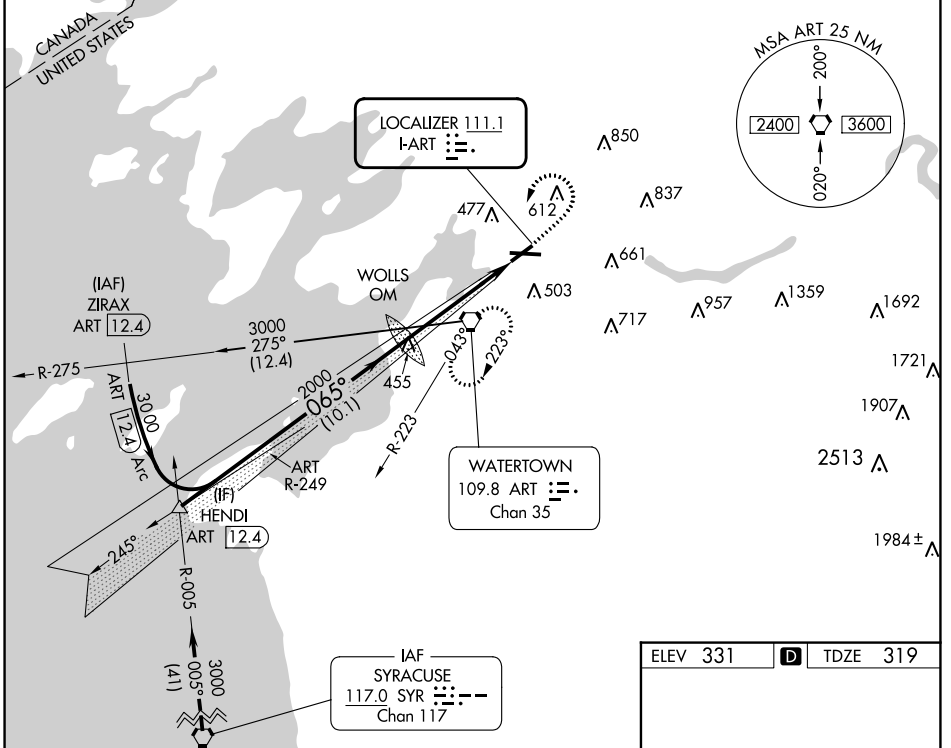 CANADA
UNITED STATES
MSA ART 25 NM
200°
2400
3600
020°
LOCALIZER 111.1
I-ART
850
837
477
612
661
503
717
957
1359
1692
1721
1907
2513
1984±
WOLLS
OM
455
(IAF)
ZIRAX
ART 12.4
3000
275°
(12.4)
R-275
3000
ART 12.4 Arc
2000
065°
(10.1)
043°
223°
R-223
ART
R-249
(IF)
HENDI
ART 12.4
245°
R-005
WATERTOWN
109.8 ART
Chan 35
3000
005°
(41)
IAF
SYRACUSE
117.0 SYR
Chan 117
ELEV 331 D TDZE 319